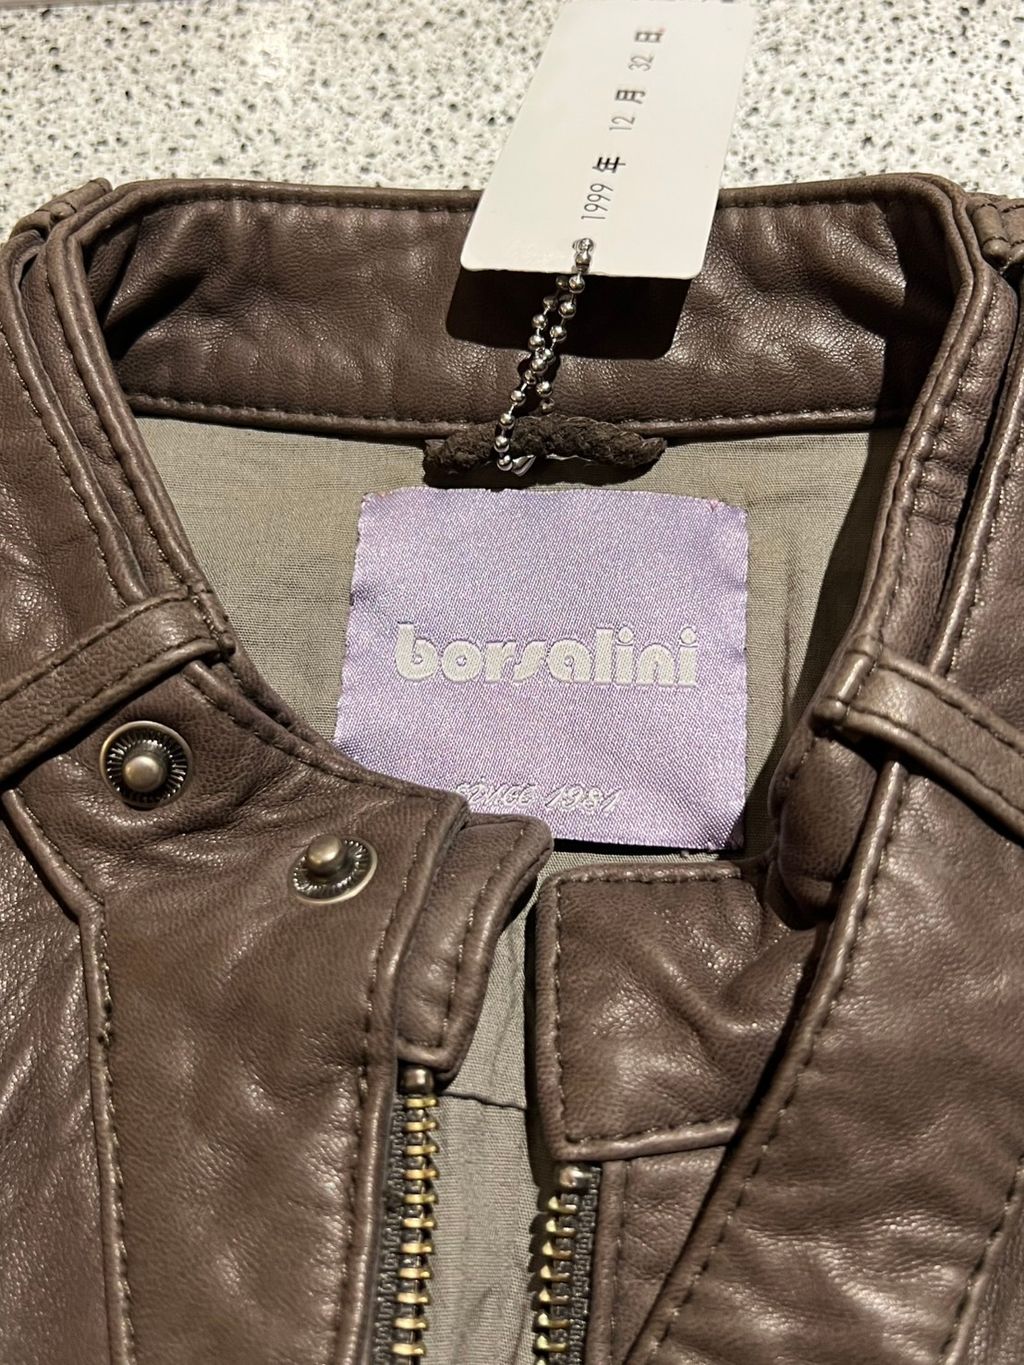 1999年 12月 32日
borsalini
SINCE 1981